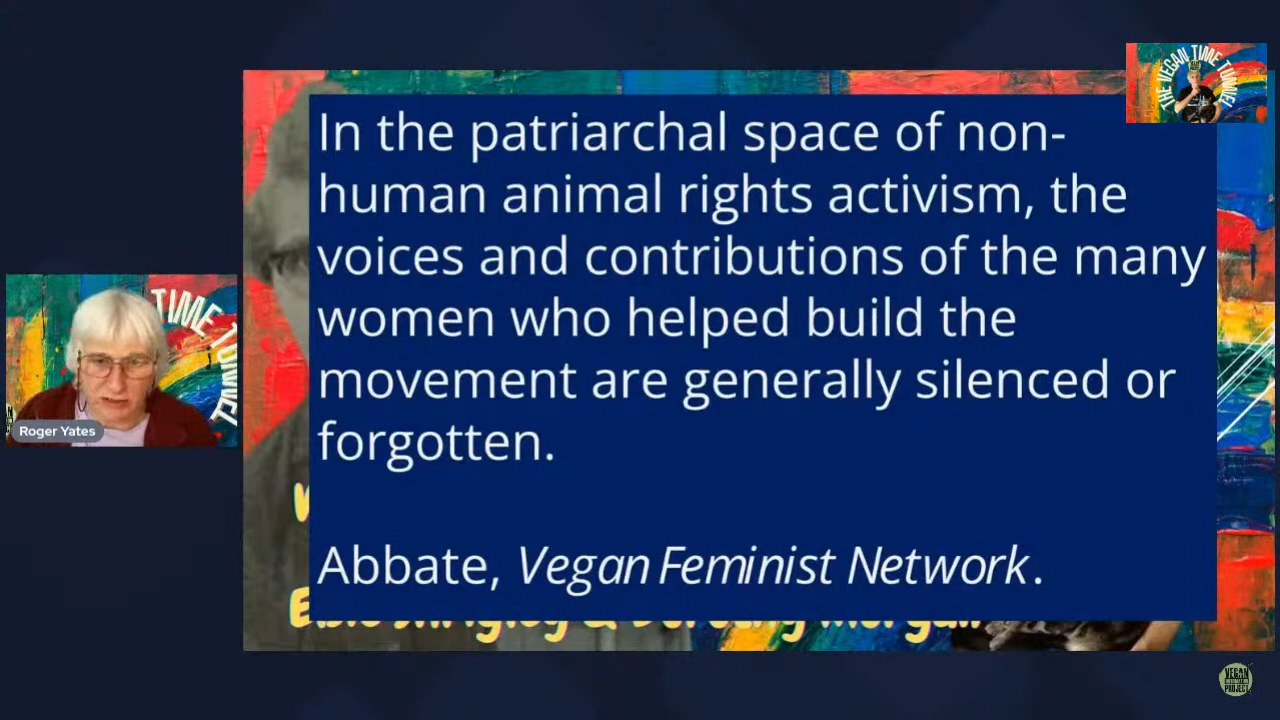 THE VEGAN TIME TUNNEL
In the patriarchal space of non-
human animal rights activism, the
voices and contributions of the many
women who helped build the
movement are generally silenced or
forgotten.
Abbate, Vegan Feminist Network.
TIME TUNNEL
Roger Yates
VEGAN
PROJECT